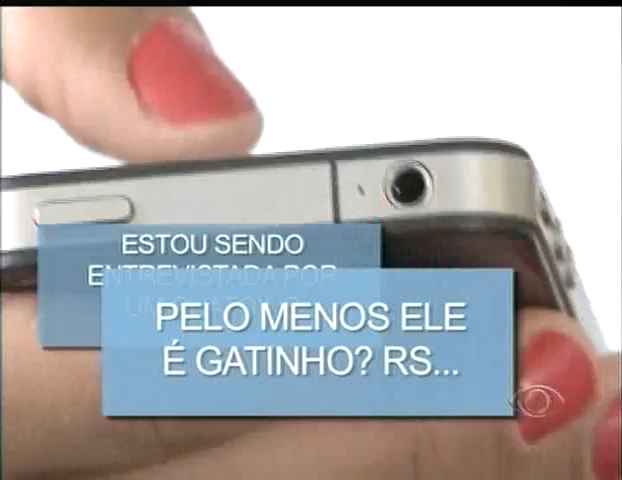 ESTOU SENDO
ENTREVISTADA POR
PELO MENOS ELE
É GATINHO? RS...